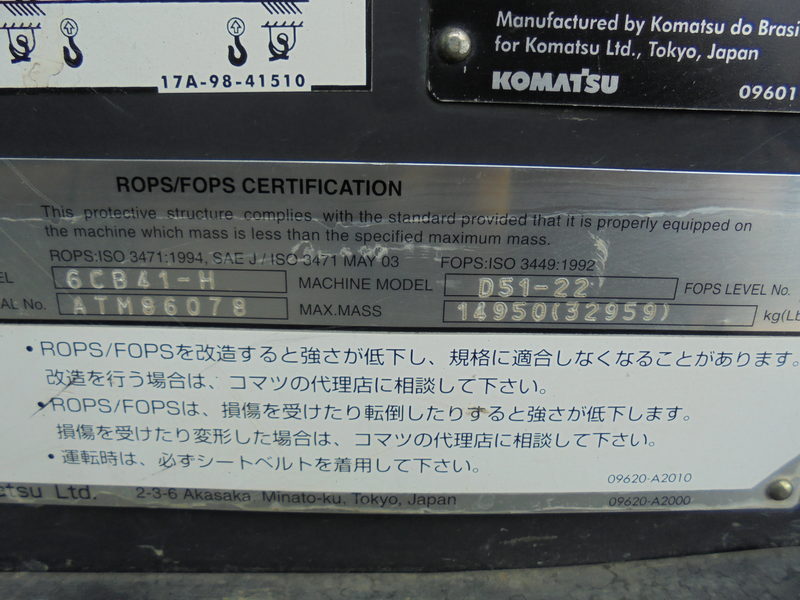 17A-98-41510
Manufactured by Komatsu do Brasil
for Komatsu Ltd., Tokyo, Japan
KOMATSU
09601
ROPS/FOPS CERTIFICATION
This protective structure complies with the standard provided that it is properly equipped on
the machine which mass is less than the specified maximum mass.
ROPS:ISO 3471:1994, SAE J / ISO 3471 MAY 03 FOPS:ISO 3449:1992
EL 6CB41-H MACHINE MODEL D51-22 FOPS LEVEL No.
AL No. ATM86078 MAX.MASS 14950(32959) kg(Lb
・ROPS/FOPSを改造すると強さが低下し、規格に適合しなくなることがあります。
改造を行う場合は、コマツの代理店に相談して下さい。
・ROPS/FOPSは、損傷を受けたり転倒したりすると強さが低下します。
損傷を受けたり変形した場合は、コマツの代理店に相談して下さい。
・運転時は、必ずシートベルトを着用して下さい。
09620-A2010
atsu Ltd. 2-3-6 Akasaka, Minato-ku, Tokyo, Japan 09620-A2000